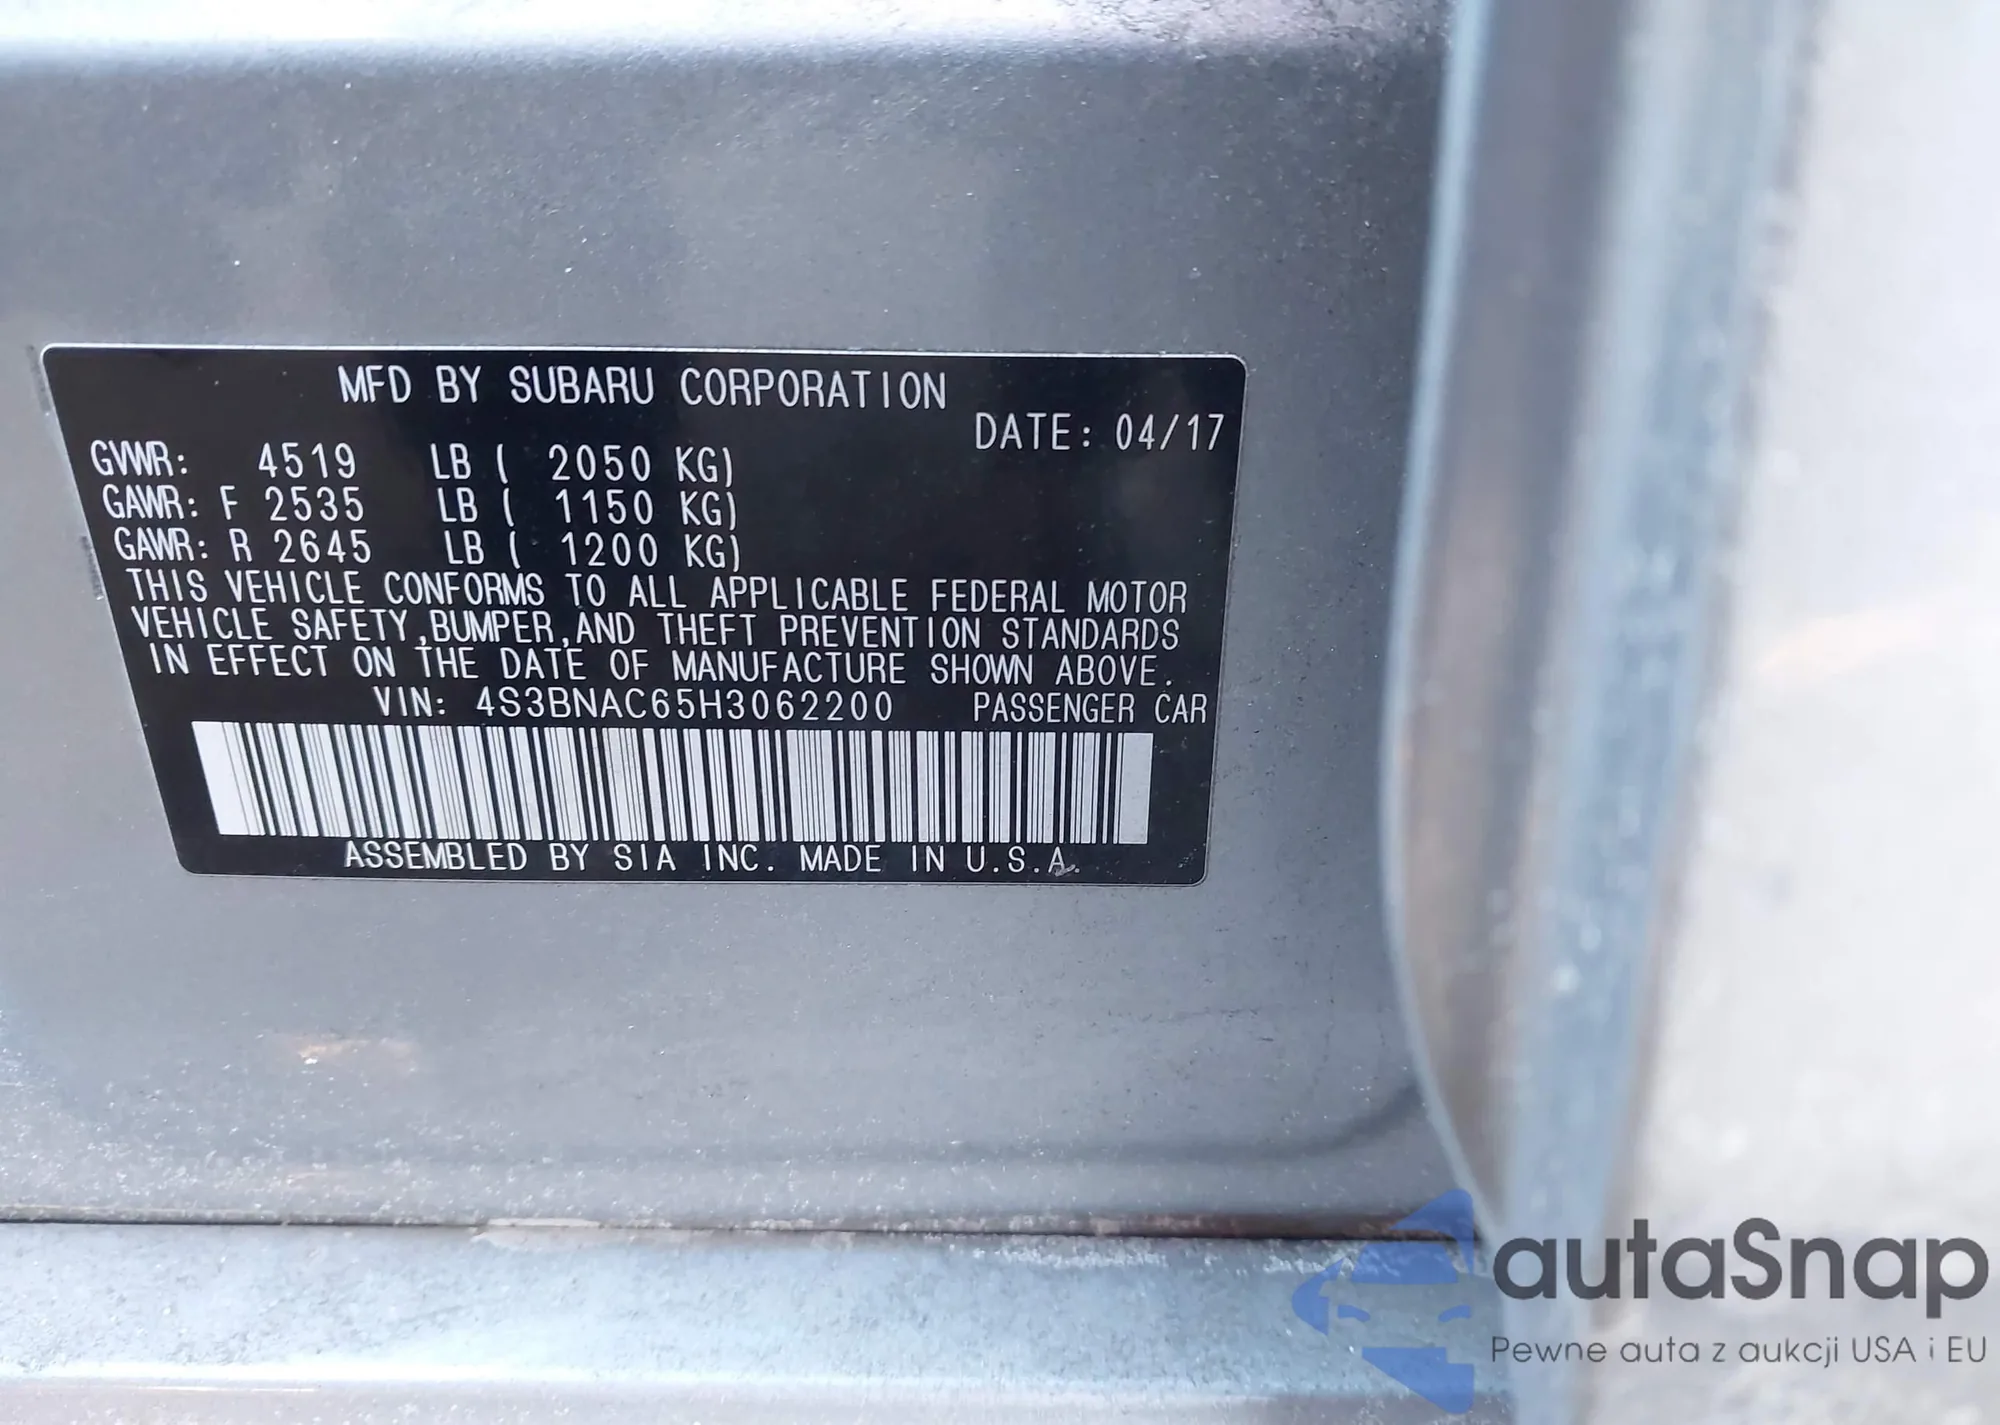 MFD BY SUBARU CORPORATION
DATE: 04/17
GVWR: 4519 LB ( 2050 KG)
GAWR: F 2535 LB ( 1150 KG)
GAWR: R 2645 LB ( 1200 KG)
THIS VEHICLE CONFORMS TO ALL APPLICABLE FEDERAL MOTOR
VEHICLE SAFETY,BUMPER,AND THEFT PREVENTION STANDARDS
IN EFFECT ON THE DATE OF MANUFACTURE SHOWN ABOVE.
VIN: 4S3BNAC65H3062200 PASSENGER CAR
ASSEMBLED BY SIA INC. MADE IN U.S.A.
autaSnap
Pewne auta z aukcji USA i EU